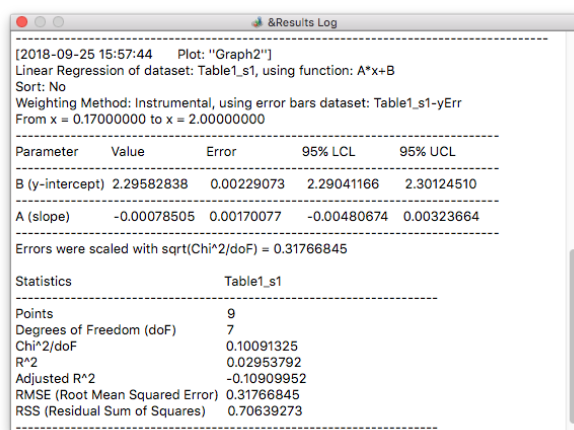 &Results Log
[2018-09-25 15:57:44 Plot: ''Graph2'']
Linear Regression of dataset: Table1_s1, using function: A*x+B
Sort: No
Weighting Method: Instrumental, using error bars dataset: Table1_s1-yErr
From x = 0.17000000 to x = 2.00000000
Parameter Value Error 95% LCL 95% UCL
B (y-intercept) 2.29582838 0.00229073 2.29041166 2.30124510
A (slope) -0.00078505 0.00170077 -0.00480674 0.00323664
Errors were scaled with sqrt(Chi^2/doF) = 0.31766845
Statistics Table1_s1
Points 9
Degrees of Freedom (doF) 7
Chi^2/doF 0.10091325
R^2 0.02953792
Adjusted R^2 -0.10909952
RMSE (Root Mean Squared Error) 0.31766845
RSS (Residual Sum of Squares) 0.70639273